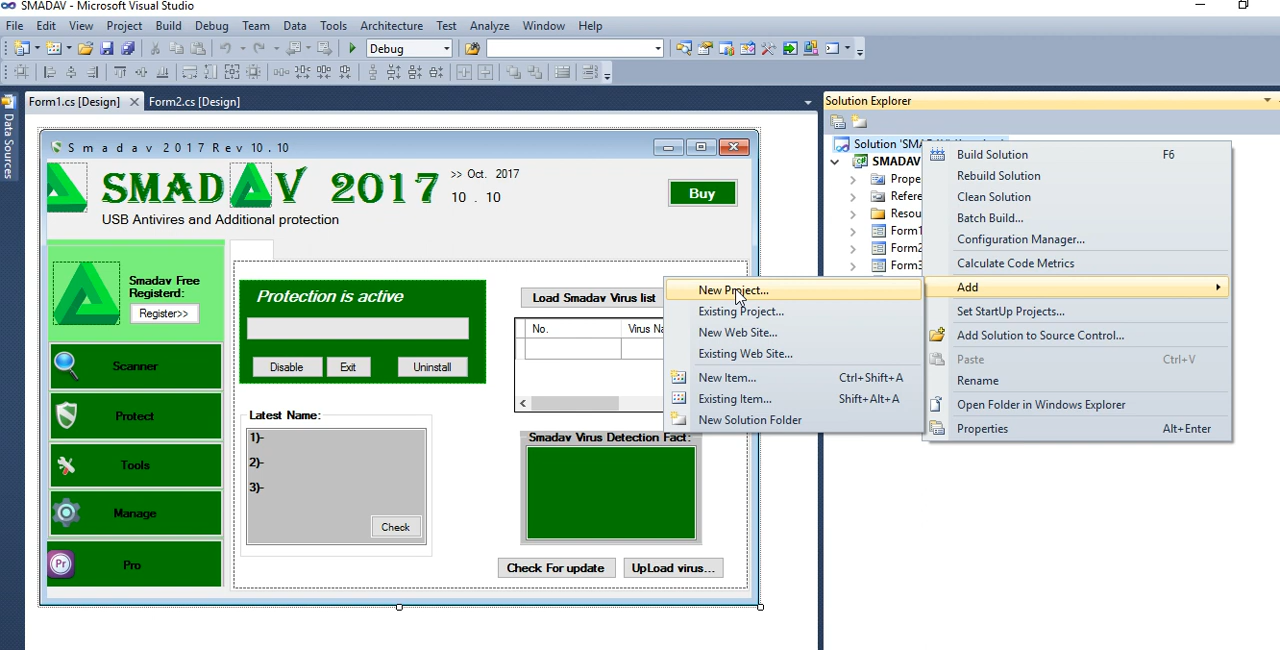 SMADAV - Microsoft Visual Studio
File Edit View Project Build Debug Team Data Tools Architecture Test Analyze Window Help
Debug
Form1.cs [Design] Form2.cs [Design]
Data Sources
S m a d a v 2 0 1 7 R e v 10 . 10
SMADAV 2017
>> Oct. 2017
10 . 10
USB Antivires and Additional protection
Buy
Smadav Free
Registerd:
Register>>
Scanner
Protect
Tools
Manage
Pr
Pro
Protection is active
Disable Exit Uninstall
Latest Name:
1)-
2)-
3)-
Check
Load Smadav Virus list
No. Virus Na
Smadav Virus Detection Fact:
Check For update UpLoad virus...
Solution Explorer
Solution 'SMA
SMADAV
Prope
Refere
Resou
Form1
Form2
Form3
Build Solution F6
Rebuild Solution
Clean Solution
Batch Build...
Configuration Manager...
Calculate Code Metrics
Add
Set StartUp Projects...
Add Solution to Source Control...
Paste Ctrl+V
Rename
Open Folder in Windows Explorer
Properties Alt+Enter
New Project...
Existing Project...
New Web Site...
Existing Web Site...
New Item... Ctrl+Shift+A
Existing Item... Shift+Alt+A
New Solution Folder